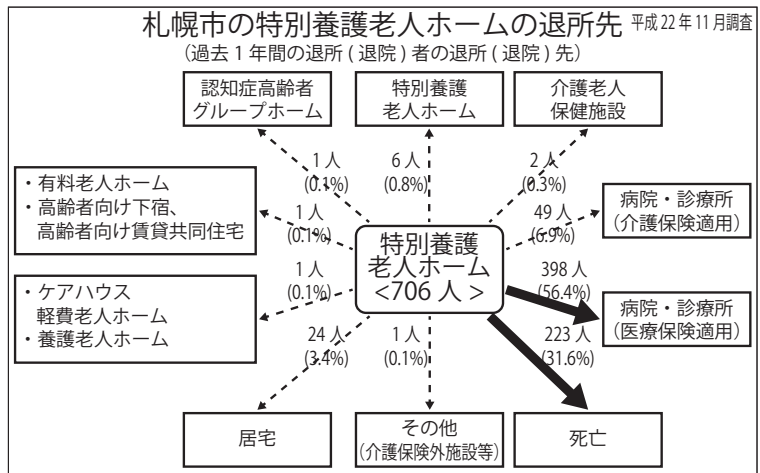 札幌市の特別養護老人ホームの退所先 平成22年11月調査
(過去1年間の退所(退院)者の退所(退院)先)
認知症高齢者
グループホーム
特別養護
老人ホーム
介護老人
保健施設
1人
(0.1%)
6人
(0.8%)
2人
(0.3%)
・有料老人ホーム
・高齢者向け下宿、
高齢者向け賃貸共同住宅
1人
(0.1%)
49人
(6.9%)
病院・診療所
(介護保険適用)
特別養護
老人ホーム
<706人>
・ケアハウス
軽費老人ホーム
・養護老人ホーム
1人
(0.1%)
398人
(56.4%)
病院・診療所
(医療保険適用)
24人
(3.4%)
1人
(0.1%)
223人
(31.6%)
居宅
その他
(介護保険外施設等)
死亡